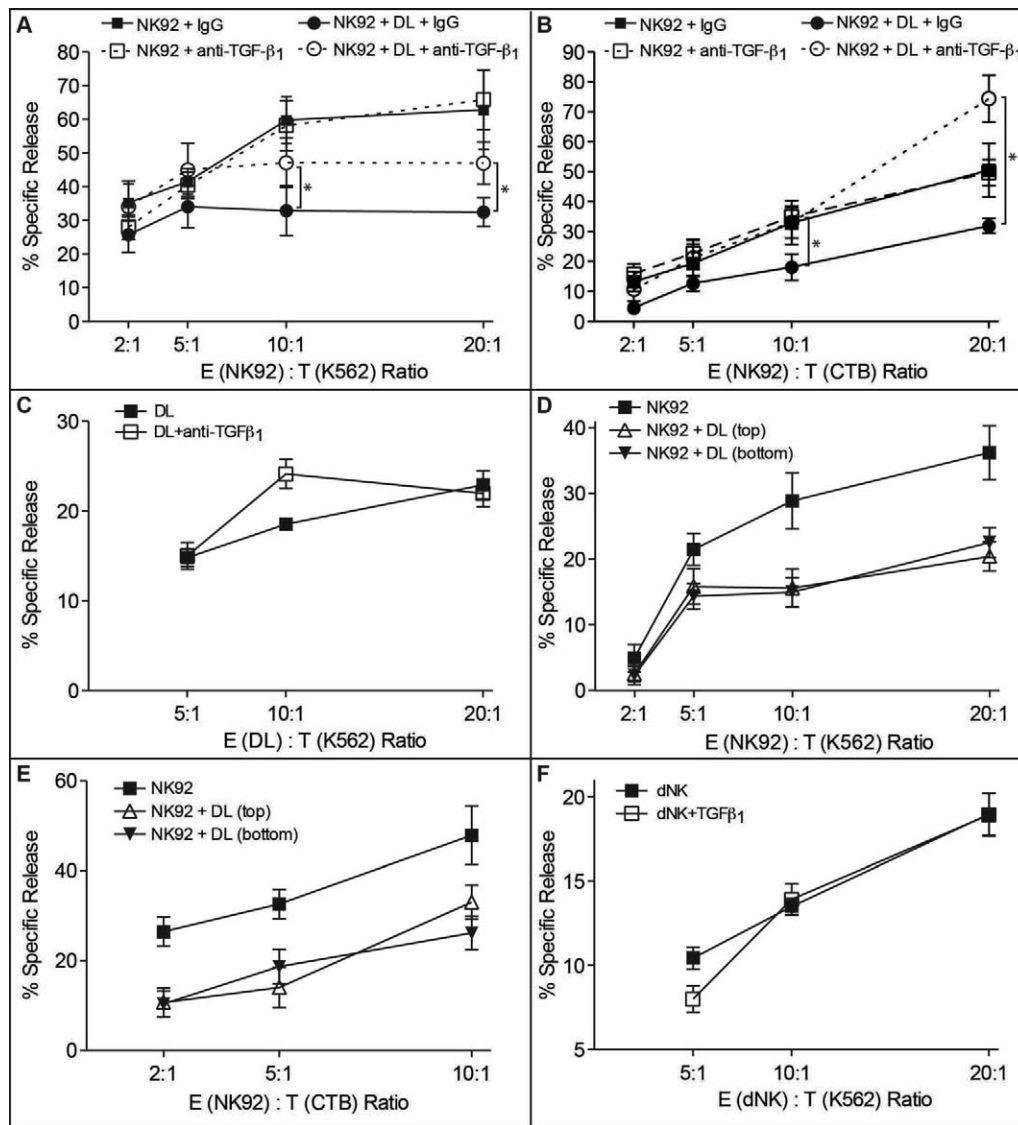 A
NK92 + IgG
NK92 + DL + IgG
NK92 + anti-TGF-β1
NK92 + DL + anti-TGF-β1
% Specific Release
80
70
60
50
40
30
20
10
0
*
*
2:1 5:1 10:1 20:1
E (NK92) : T (K562) Ratio
B
NK92 + IgG
NK92 + DL + IgG
NK92 + anti-TGF-β1
NK92 + DL + anti-TGF-β1
% Specific Release
90
80
70
60
50
40
30
20
10
0
*
*
2:1 5:1 10:1 20:1
E (NK92) : T (CTB) Ratio
C
DL
DL+anti-TGFβ1
% Specific Release
30
20
10
0
5:1 10:1 20:1
E (DL) : T (K562) Ratio
D
NK92
NK92 + DL (top)
NK92 + DL (bottom)
% Specific Release
40
30
20
10
0
2:1 5:1 10:1 20:1
E (NK92) : T (K562) Ratio
E
NK92
NK92 + DL (top)
NK92 + DL (bottom)
% Specific Release
60
40
20
0
2:1 5:1 10:1
E (NK92) : T (CTB) Ratio
F
dNK
dNK+TGFβ1
% Specific Release
20
15
10
5
5:1 10:1 20:1
E (dNK) : T (K562) Ratio